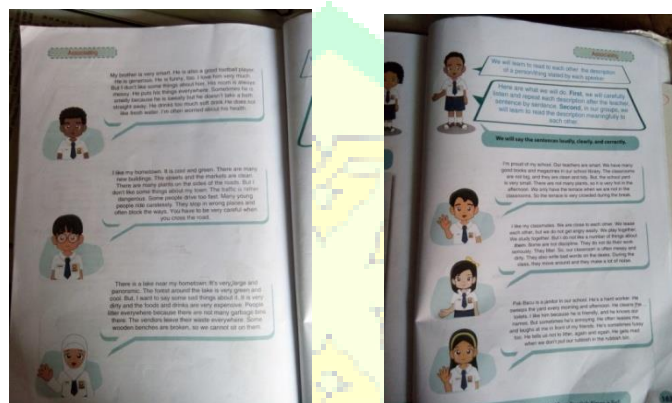 Associating
My brother is very smart. He is also a good football player.
He is generous. He is funny, too. I love him very much.
But I don't like some things about him. His room is always
messy. He puts his things everywhere. Sometimes he is
smelly because he is sweaty but he doesn't take a bath
straight away. He drinks too much soft drink. He does not
like fresh water. I'm often worried about his health.
I like my hometown. It is cool and green. There are many
new buildings. The streets and the markets are clean.
There are many plants on the sides of the roads. But I
don't like some things about my town. The traffic is rather
dangerous. Some people drive too fast. Many young
people ride carelessly. They stop in wrong places and
often block the ways. You have to be very careful when
you cross the road.
There is a lake near my hometown. It's very large and
panoramic. The forest around the lake is very green and
cool. But, I want to say some sad things about it. It is very
dirty and the foods and drinks are very expensive. People
litter everywhere because there are not many garbage bins
there. The vendors leave their waste everywhere. Some
wooden benches are broken, so we cannot sit on them.
Associating
We will learn to read to each other the description
of a person/thing stated by each speaker.
Here are what we will do. First, we will carefully
listen and repeat each description after the teacher,
sentence by sentence. Second, in our groups, we
will learn to read the description meaningfully to
each other.
We will say the sentences loudly, clearly, and correctly.
I'm proud of my school. Our teachers are smart. We have many
good books and magazines in our school library. The classrooms
are not big, and they are clean and tidy. But, the school yard
is very small. There are not many plants, so it is very hot in the
afternoon. We only have the terrace when we are not in the
classrooms. So the terrace is very crowded during the break.
I like my classmates. We are close to each other. We tease
each other, but we do not get angry easily. We play together.
We study together. But I do not like a number of things about
them. Some are not discipline. They do not do their work
seriously. They litter. So, our classroom is often messy and
dirty. They also write bad words on the desks. During the
class, they move around and they make a lot of noise.
Pak Banu is a janitor in our school. He's a hard worker. He
sweeps the yard every morning and afternoon. He cleans the
toilets. I like him because he is friendly, and he knows our
names. But sometimes he's annoying. He often teases me
and laughs at me in front of my friends. He's sometimes fussy
too. He tells us not to litter, again and again. He gets mad
when we don't put our rubbish in the rubbish bin.